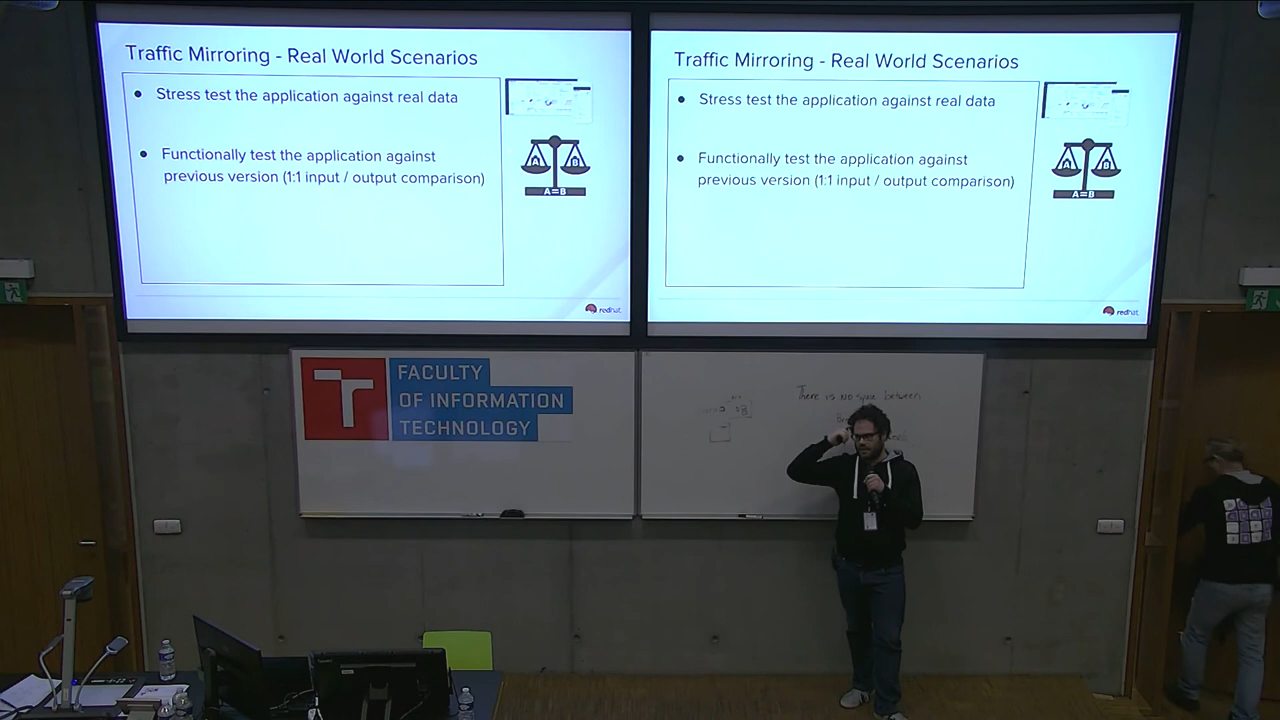 Traffic Mirroring - Real World Scenarios
Stress test the application against real data
Functionally test the application against
previous version (1:1 input / output comparison)
A
B
A=B
redhat.
Traffic Mirroring - Real World Scenarios
Stress test the application against real data
Functionally test the application against
previous version (1:1 input / output comparison)
A
B
A=B
redhat.
T
FACULTY
OF INFORMATION
TECHNOLOGY
There is no
between